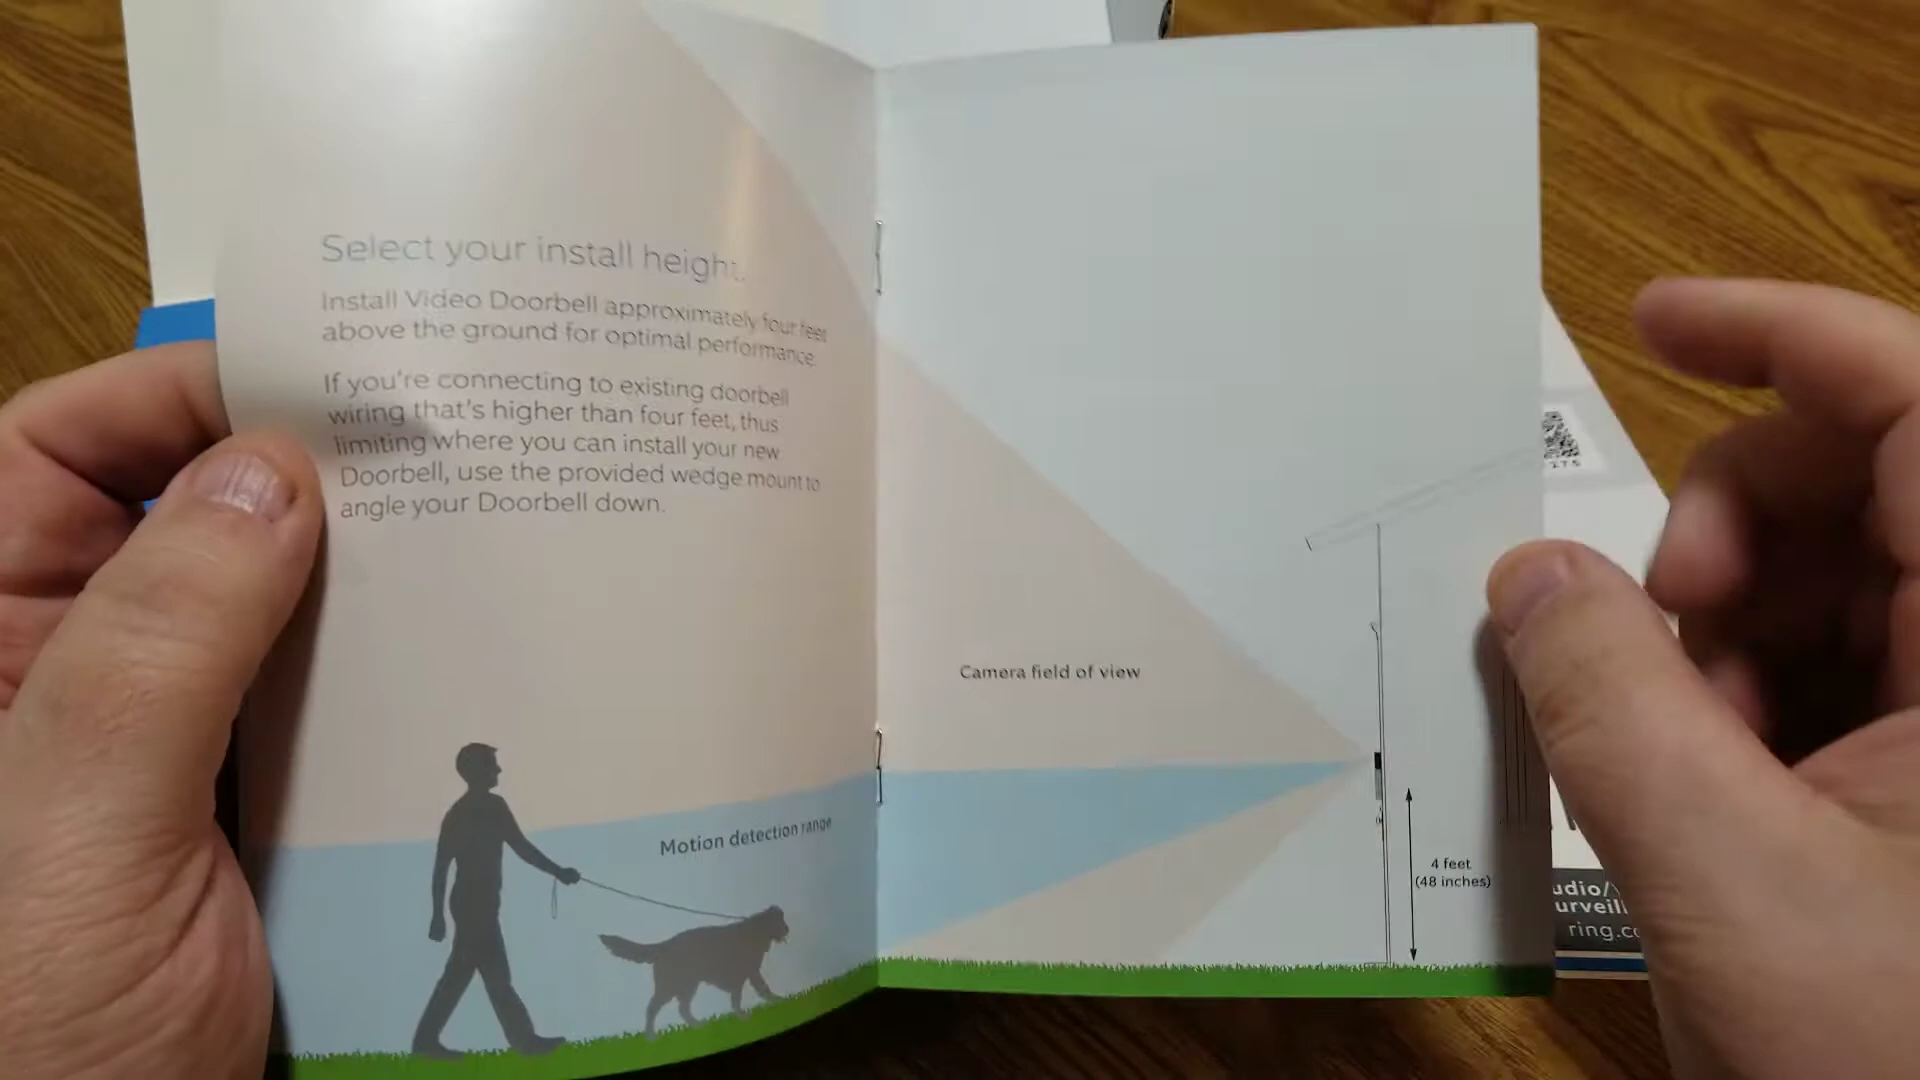 Select your install height.
Install Video Doorbell approximately four feet
above the ground for optimal performance.
If you're connecting to existing doorbell
wiring that's higher than four feet, thus
limiting where you can install your new
Doorbell, use the provided wedge mount to
angle your Doorbell down.
Camera field of view
Motion detection range
4 feet
(48 inches)
275
udio/
urveill
ring.co